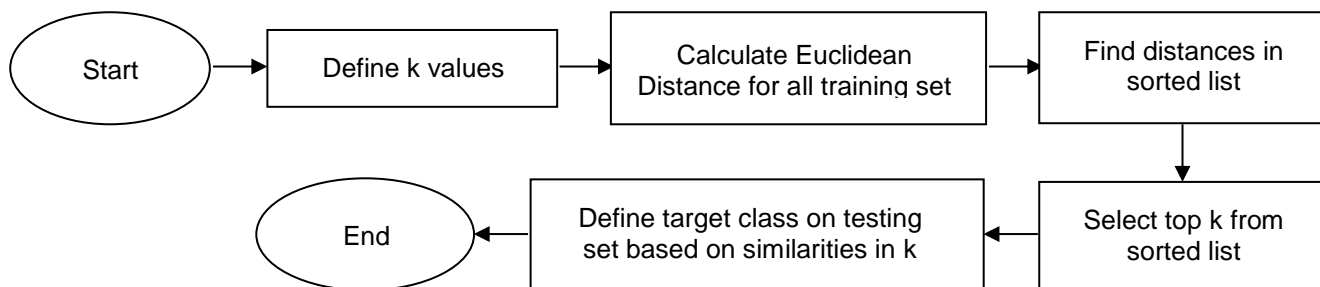 Start
Define k values
Calculate Euclidean
Distance for all training set
Find distances in
sorted list
Select top k from
sorted list
Define target class on testing
set based on similarities in k
End